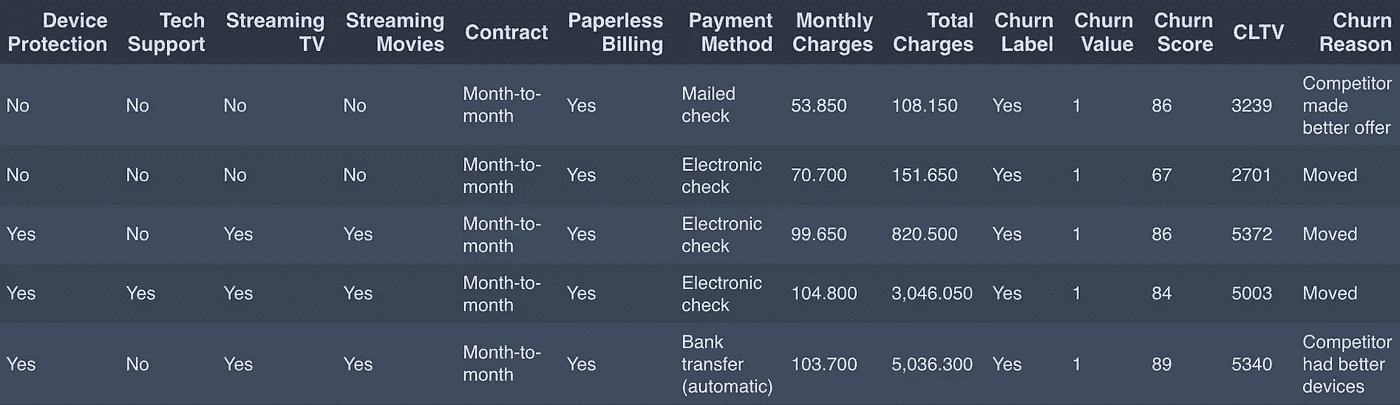 Device Protection Tech Support Streaming TV Streaming Movies Contract Paperless Billing Payment Method Monthly Charges Total Charges Churn Label Churn Value Churn Score CLTV Churn Reason
No No No No Month-to-month Yes Mailed check 53.850 108.150 Yes 1 86 3239 Competitor made better offer
No No No No Month-to-month Yes Electronic check 70.700 151.650 Yes 1 67 2701 Moved
Yes No Yes Yes Month-to-month Yes Electronic check 99.650 820.500 Yes 1 86 5372 Moved
Yes Yes Yes Yes Month-to-month Yes Electronic check 104.800 3,046.050 Yes 1 84 5003 Moved
Yes No Yes Yes Month-to-month Yes Bank transfer (automatic) 103.700 5,036.300 Yes 1 89 5340 Competitor had better devices